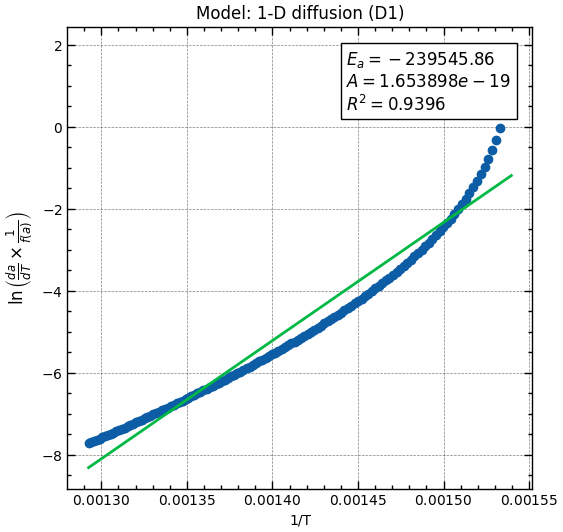 Model: 1-D diffusion (D1)
E_a = −239545.86
A = 1.653898e − 19
R² = 0.9396
ln (da/dT × 1/f(a))
2
0
−2
−4
−6
−8
0.00130 0.00135 0.00140 0.00145 0.00150 0.00155
1/T